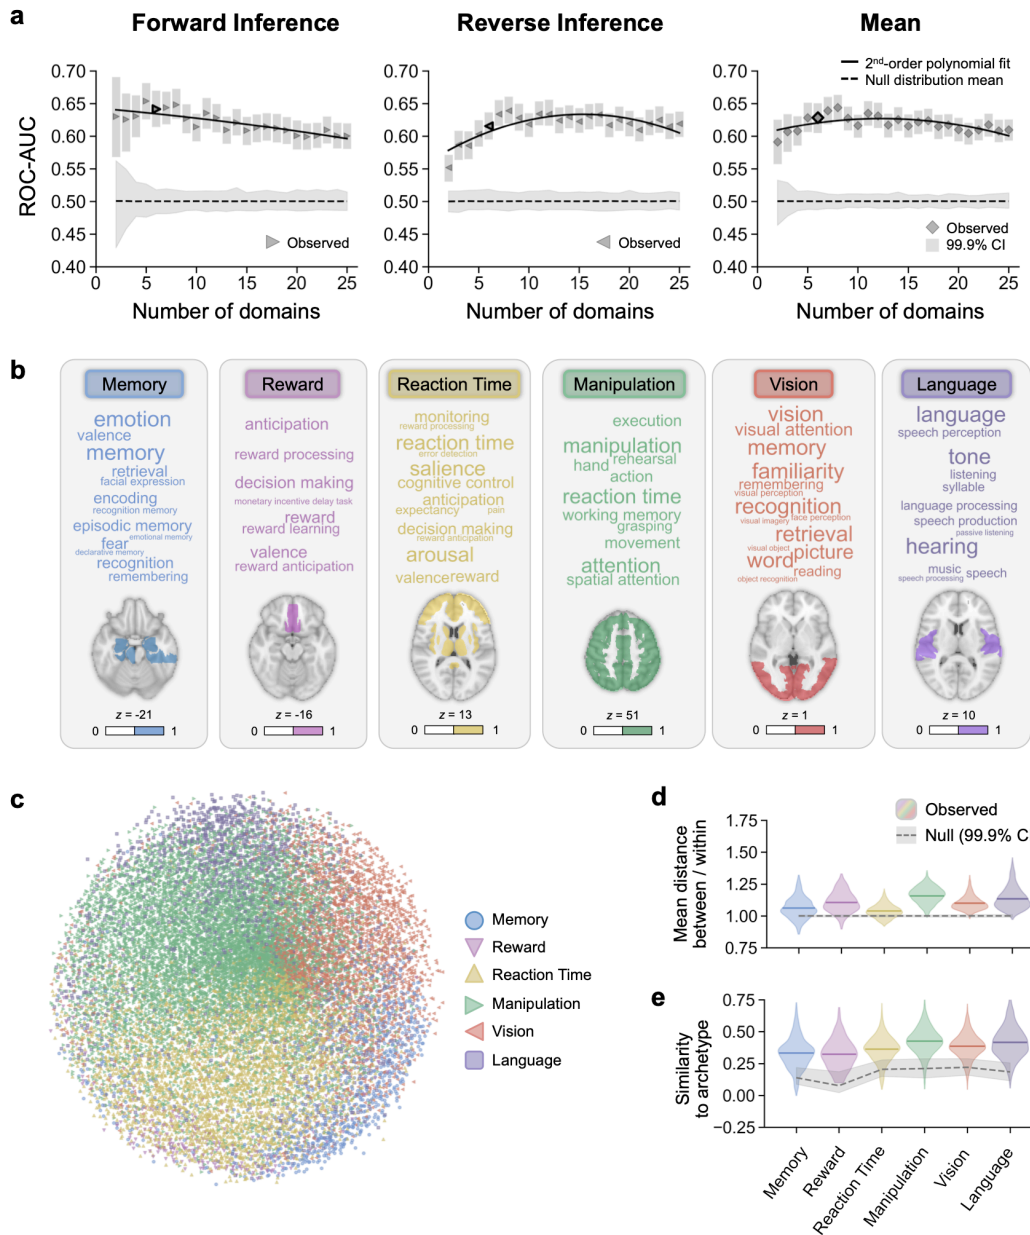 a
Forward Inference
Reverse Inference
Mean
ROC-AUC
0.70
0.65
0.60
0.55
0.50
0.45
0.40
Observed
0 5 10 15 20 25
Number of domains
0.70
0.65
0.60
0.55
0.50
0.45
0.40
Observed
0 5 10 15 20 25
Number of domains
0.70
0.65
0.60
0.55
0.50
0.45
0.40
2nd-order polynomial fit
Null distribution mean
Observed
99.9% CI
0 5 10 15 20 25
Number of domains
b
Memory
emotion
valence
memory
retrieval
facial expression
encoding
recognition memory
episodic memory
emotional memory
fear
declarative memory
recognition
remembering
z = -21
0 1
Reward
anticipation
reward processing
decision making
monetary incentive delay task
reward
reward learning
valence
reward anticipation
z = -16
0 1
Reaction Time
monitoring
reward processing
reaction time
error detection
salience
cognitive control
anticipation
expectancy pain
decision making
reward anticipation
arousal
valence reward
z = 13
0 1
Manipulation
execution
manipulation
hand rehearsal
action
reaction time
working memory
grasping
movement
attention
spatial attention
z = 51
0 1
Vision
vision
visual attention
memory
familiarity
remembering
visual perception
recognition
visual imagery face perception
retrieval
visual object picture
word
reading
object recognition
z = 1
0 1
Language
language
speech perception
tone
listening
syllable
language processing
speech production
passive listening
hearing
music speech
speech processing
z = 10
0 1
c
Memory
Reward
Reaction Time
Manipulation
Vision
Language
d
Observed
Null (99.9% C
Mean distance
between / within
1.75
1.50
1.25
1.00
0.75
e
Similarity
to archetype
0.75
0.50
0.25
0.00
−0.25
Memory
Reward
Reaction Time
Manipulation
Vision
Language